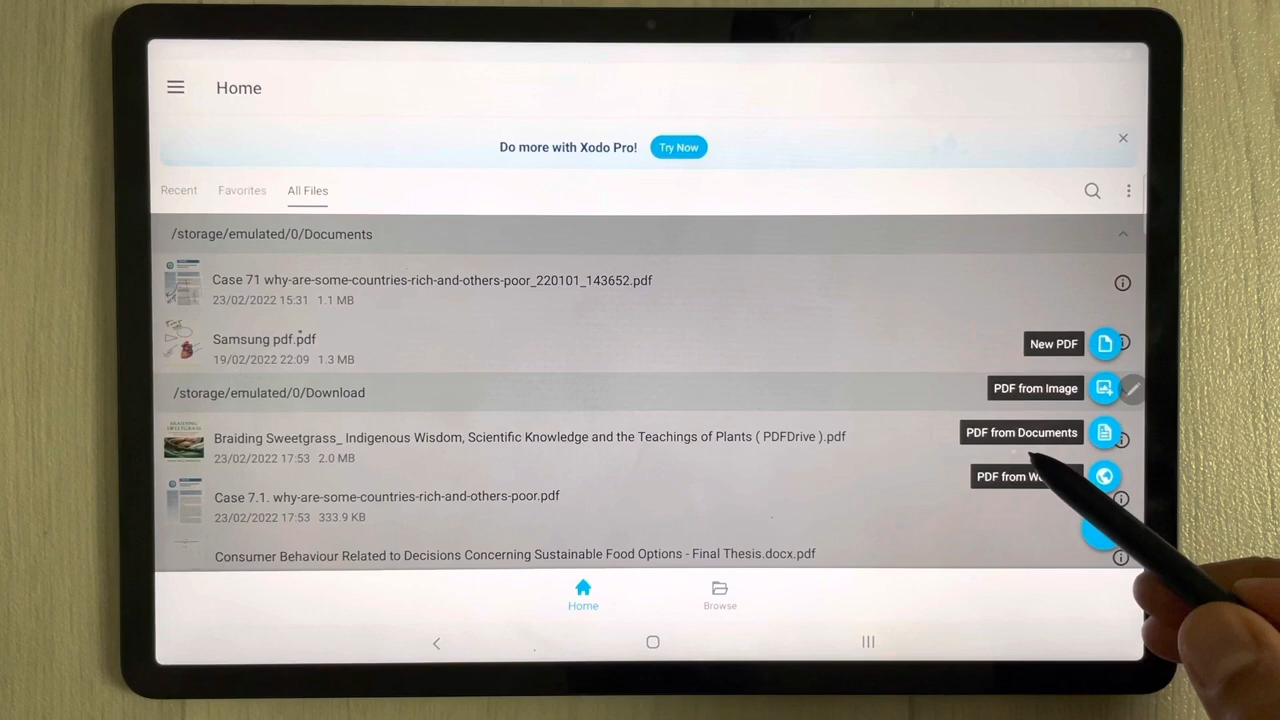 Home
Do more with Xodo Pro!
Try Now
Recent Favorites All Files
/storage/emulated/0/Documents
Case 71 why-are-some-countries-rich-and-others-poor_220101_143652.pdf
23/02/2022 15:31 1.1 MB
Samsung pdf.pdf
19/02/2022 22:09 1.3 MB
New PDF
/storage/emulated/0/Download
PDF from Image
Braiding Sweetgrass_ Indigenous Wisdom, Scientific Knowledge and the Teachings of Plants ( PDFDrive ).pdf
23/02/2022 17:53 2.0 MB
PDF from Documents
PDF from
Case 7.1. why-are-some-countries-rich-and-others-poor.pdf
23/02/2022 17:53 333.9 KB
Consumer Behaviour Related to Decisions Concerning Sustainable Food Options - Final Thesis.docx.pdf
Home
Browse